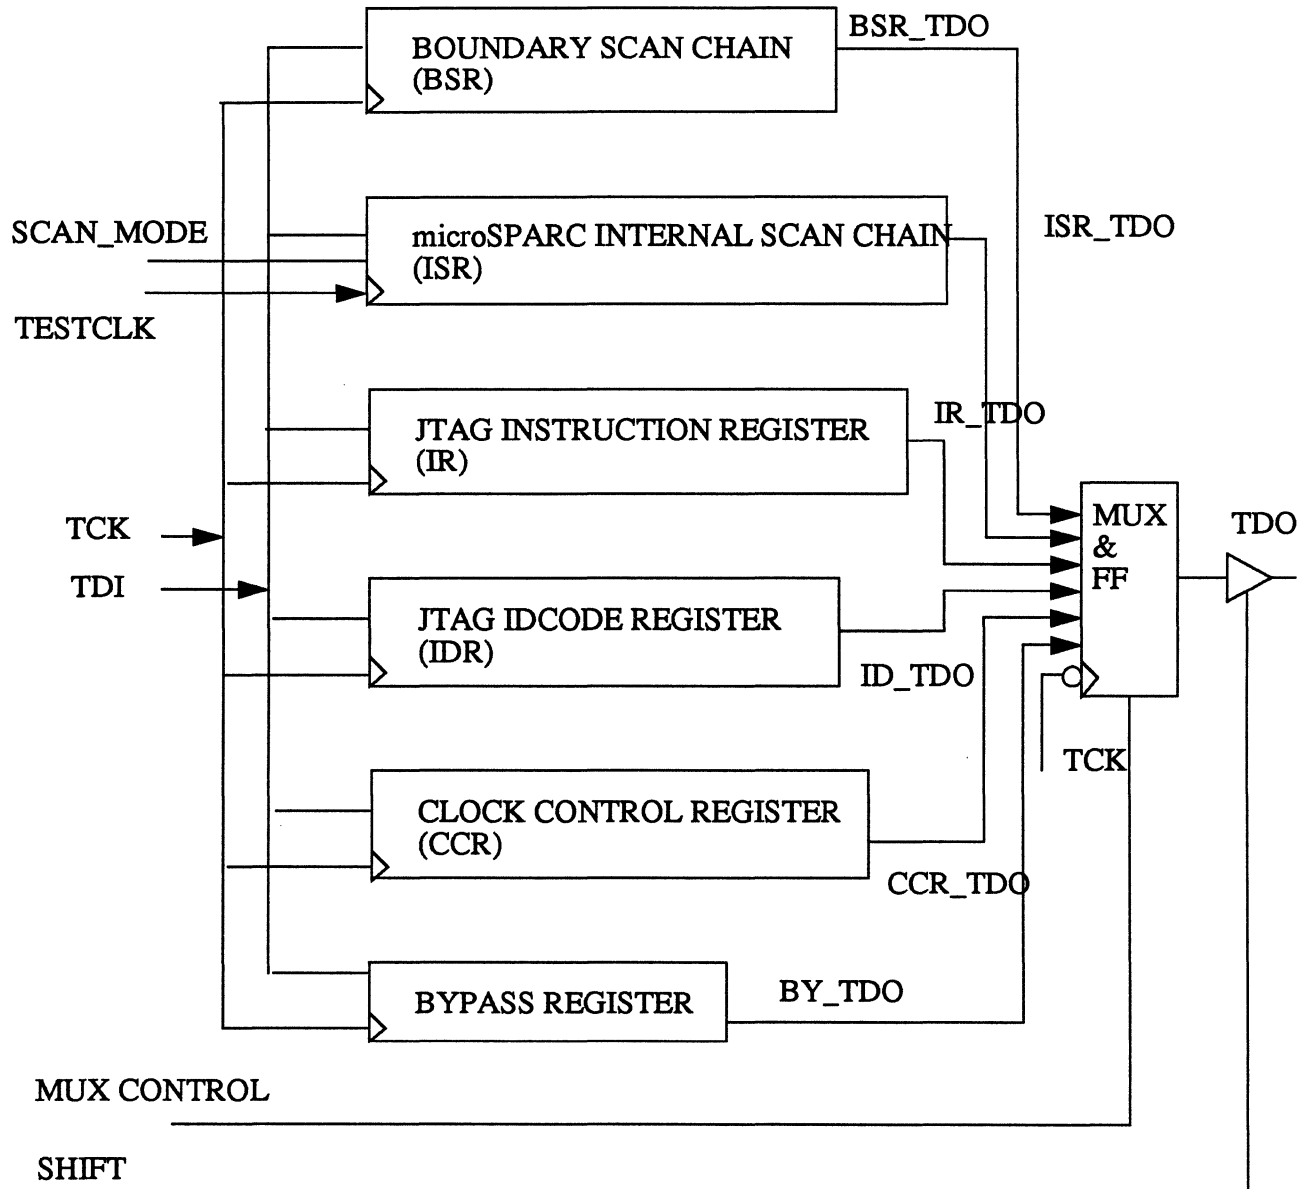 BSR_TDO
BOUNDARY SCAN CHAIN
(BSR)
SCAN_MODE
microSPARC INTERNAL SCAN CHAIN
(ISR)
ISR_TDO
TESTCLK
IR_TDO
JTAG INSTRUCTION REGISTER
(IR)
MUX
&
FF
TDO
TCK
TDI
JTAG IDCODE REGISTER
(IDR)
ID_TDO
TCK
CLOCK CONTROL REGISTER
(CCR)
CCR_TDO
BYPASS REGISTER
BY_TDO
MUX CONTROL
SHIFT